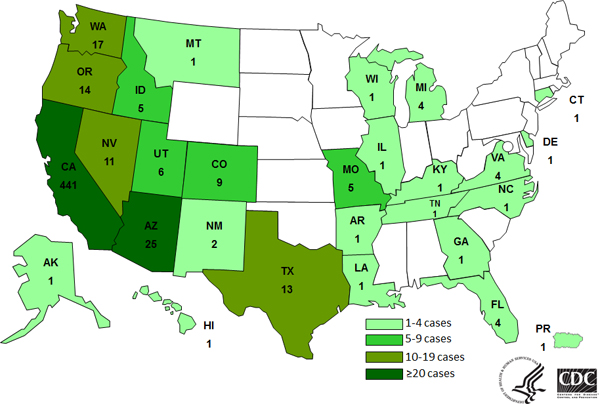 WA
17
MT
1
OR
14
ID
5
WI
1
MI
4
CT
1
NV
11
UT
6
CO
9
CA
441
MO
5
IL
1
KY
1
VA
4
DE
1
TN
1
NC
1
AZ
25
NM
2
AR
1
GA
1
AK
1
TX
13
LA
1
FL
4
HI
1
PR
1
1-4 cases
5-9 cases
10-19 cases
≥20 cases
CDC